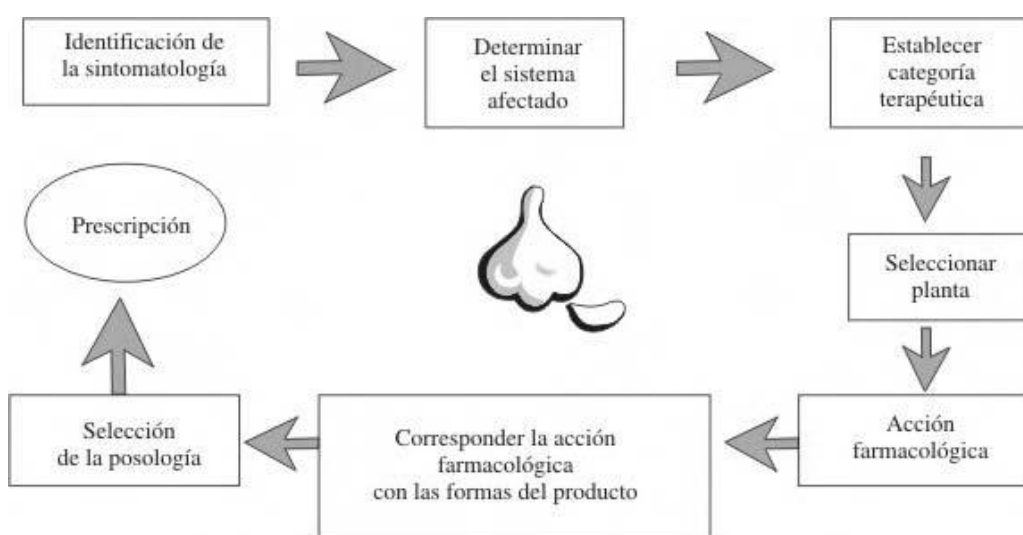 Identificación de
la sintomatología
Determinar
el sistema
afectado
Establecer
categoría
terapéutica
Seleccionar
planta
Acción
farmacológica
Corresponder la acción
farmacológica
con las formas del producto
Selección
de la posología
Prescripción